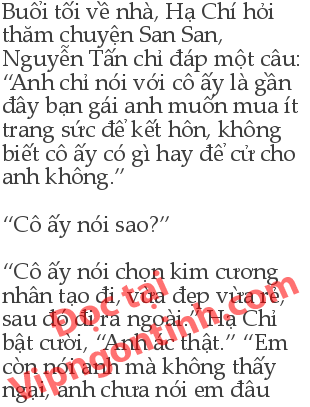 Buổi tối về nhà, Hạ Chí hỏi
thăm chuyện San San,
Nguyễn Tấn chỉ đáp một câu:
“Anh chỉ nói với cô ấy là gần
đây bạn gái anh muốn mua ít
trang sức để kết hôn, không
biết cô ấy có gì hay để cử cho
anh không.”
“Cô ấy nói sao?”
“Cô ấy nói chọn kim cương
nhân tạo đi, vừa đẹp vừa rẻ,
sau đó đi ra ngoài.” Hạ Chỉ
bật cười, “Anh ác thật.” “Em
còn nói anh mà không thấy
ngại, anh chưa nói em đâu
Đọc tại
Vipngontinh.com